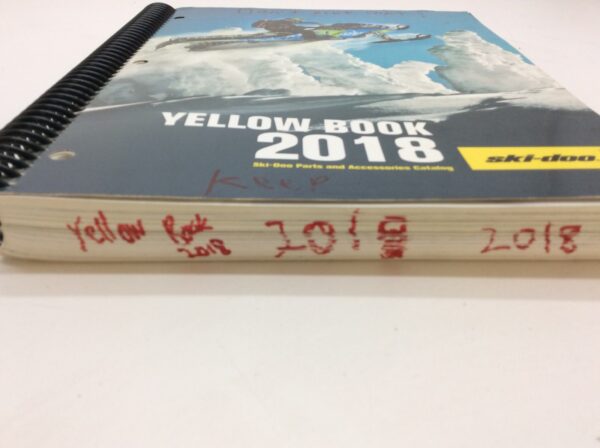 YELLOW BOOK
2018
ski-doo
Ski-Doo Parts and Accessories Catalog
KEEP
Yellow Book
2018
2018